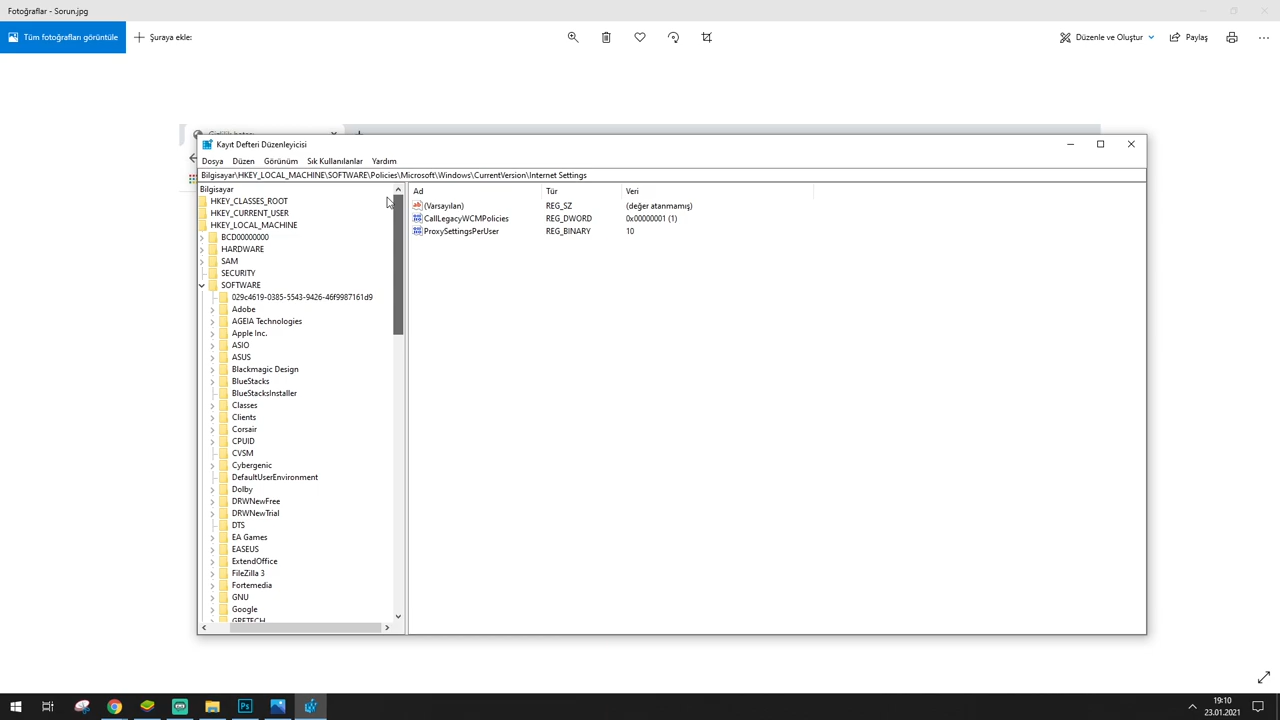 Fotoğraflar - Sorun.jpg
Tüm fotoğrafları görüntüle
Şuraya ekle:
Düzenle ve Oluştur
Paylaş
Gizlilik hatası
Kayıt Defteri Düzenleyicisi
Dosya Düzen Görünüm Sık Kullanılanlar Yardım
Bilgisayar\HKEY_LOCAL_MACHINE\SOFTWARE\Policies\Microsoft\Windows\CurrentVersion\Internet Settings
Bilgisayar
HKEY_CLASSES_ROOT
HKEY_CURRENT_USER
HKEY_LOCAL_MACHINE
BCD00000000
HARDWARE
SAM
SECURITY
SOFTWARE
029c4619-0385-5543-9426-46f9987161d9
Adobe
AGEIA Technologies
Apple Inc.
ASIO
ASUS
Blackmagic Design
BlueStacks
BlueStacksInstaller
Classes
Clients
Corsair
CPUID
CVSM
Cybergenic
DefaultUserEnvironment
Dolby
DRWNewFree
DRWNewTrial
DTS
EA Games
EASEUS
ExtendOffice
FileZilla 3
Fortemedia
GNU
Google
GRETECH
Ad Tür Veri
(Varsayılan) REG_SZ (değer atanmamış)
CallLegacyWCMPolicies REG_DWORD 0x00000001 (1)
ProxySettingsPerUser REG_BINARY 10
19:10
23.01.2021